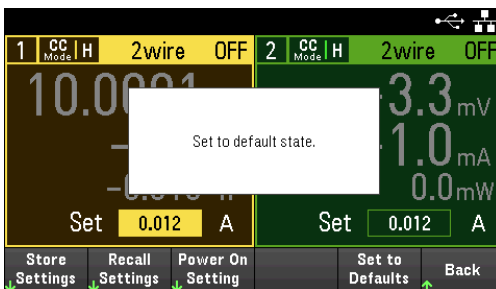 1 CC Mode H 2wire OFF 2 CC Mode H 2wire OFF
3.3 mV
1.0 mA
0.0 mW
Set to default state.
Set 0.012 A Set 0.012 A
Store Settings Recall Settings Power On Setting Set to Defaults Back